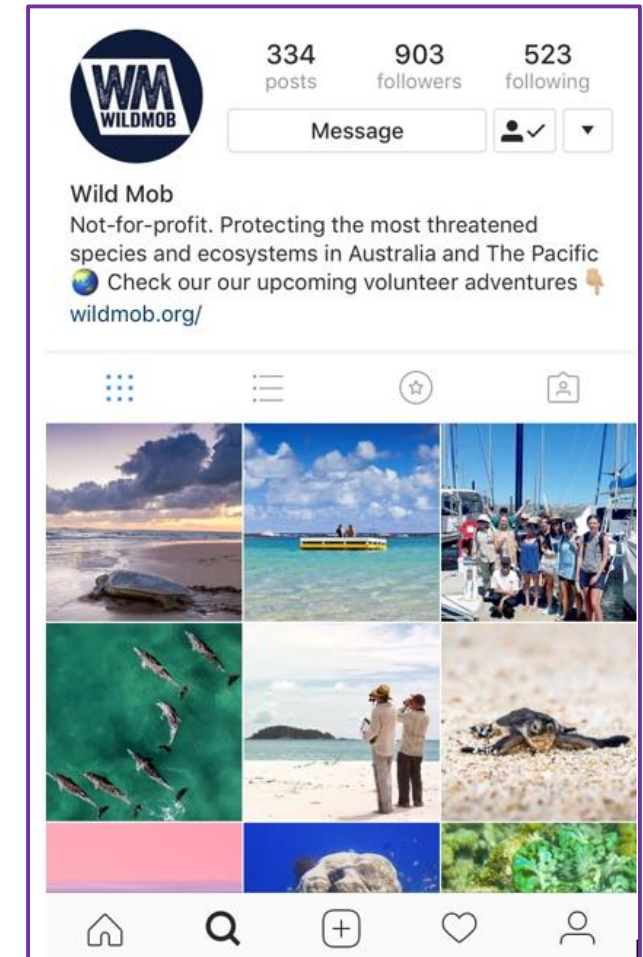 WM
WILDMOB
334 903 523
posts followers following
Message
Wild Mob
Not-for-profit. Protecting the most threatened
species and ecosystems in Australia and The Pacific
🌏 Check our our upcoming volunteer adventures 👇🏼
wildmob.org/